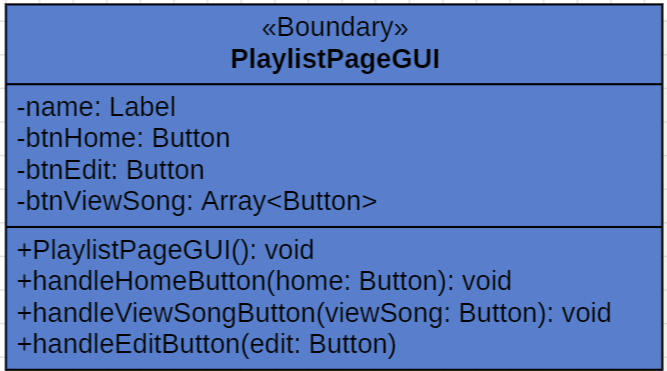 «Boundary»
PlaylistPageGUI
-name: Label
-btnHome: Button
-btnEdit: Button
-btnViewSong: Array<Button>
+PlaylistPageGUI(): void
+handleHomeButton(home: Button): void
+handleViewSongButton(viewSong: Button): void
+handleEditButton(edit: Button)